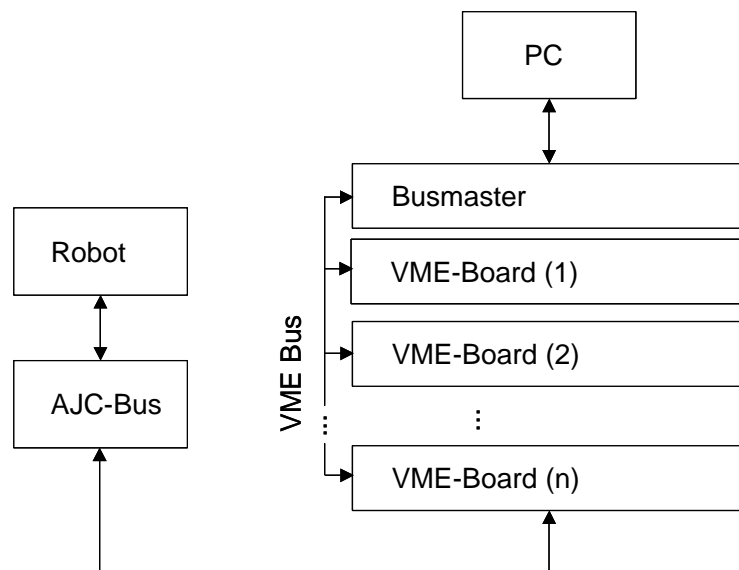 PC
Busmaster
Robot
VME-Board (1)
VME Bus
VME-Board (2)
AJC-Bus
...
...
VME-Board (n)